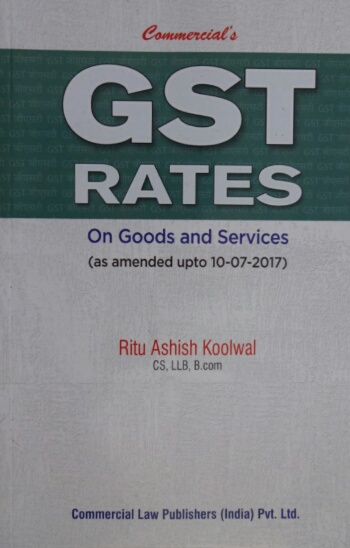 Commercial's
GST
RATES
On Goods and Services
(as amended upto 10-07-2017)
Ritu Ashish Koolwal
CS, LLB, B.com
Commercial Law Publishers (India) Pvt. Ltd.